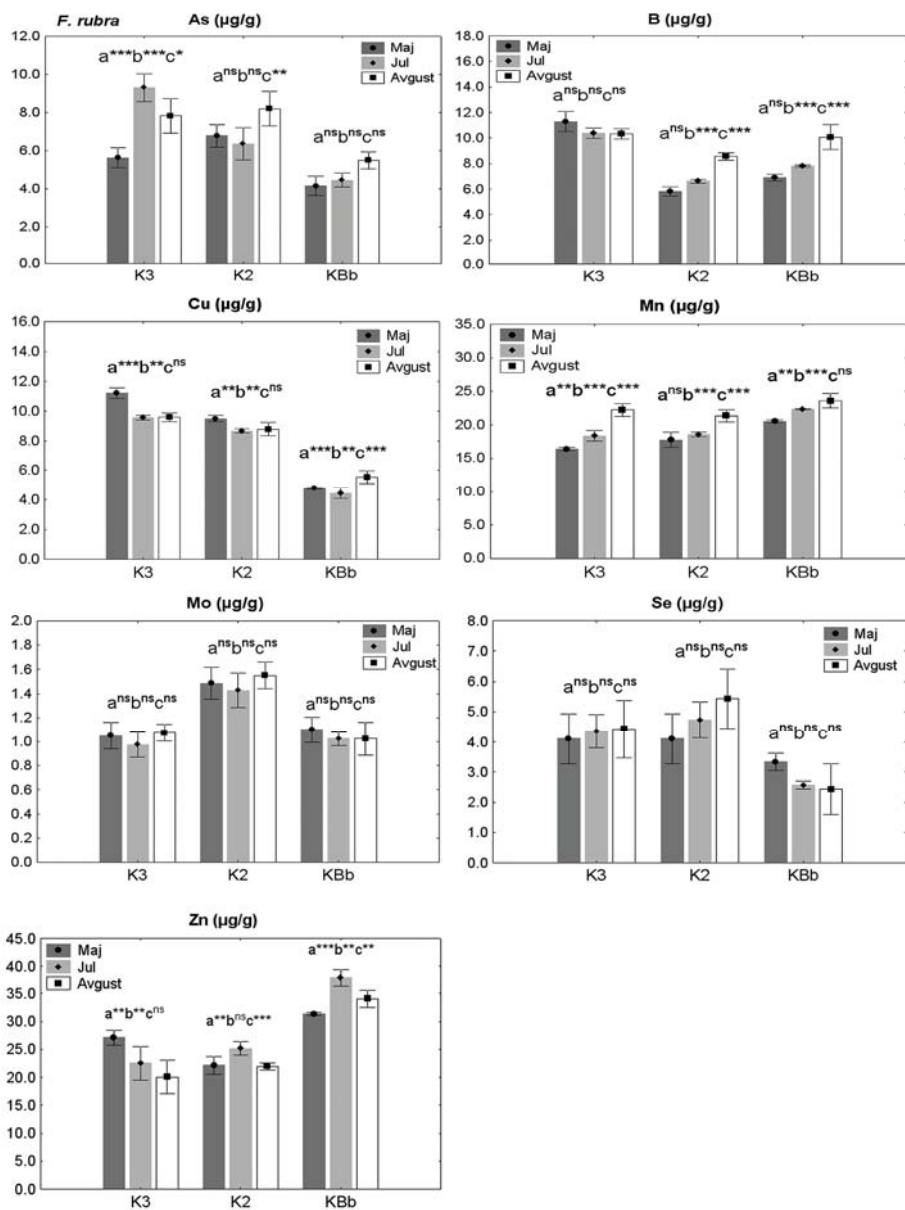 F. rubra
As (µg/g)
a***b***c*
a^ns b^ns c**
a^ns b^ns c^ns
Maj
Jul
Avgust
12.0
10.0
8.0
6.0
4.0
2.0
0.0
K3 K2 KBb
B (µg/g)
a^ns b^ns c^ns
a^ns b***c***
a^ns b***c***
Maj
Jul
Avgust
18.0
16.0
14.0
12.0
10.0
8.0
6.0
4.0
2.0
0.0
K3 K2 KBb
Cu (µg/g)
a***b**c^ns
a**b**c^ns
a***b**c***
Maj
Jul
Avgust
16.0
14.0
12.0
10.0
8.0
6.0
4.0
2.0
0.0
K3 K2 KBb
Mn (µg/g)
a**b***c***
a^ns b***c***
a**b***c^ns
Maj
Jul
Avgust
35.0
30.0
25.0
20.0
15.0
10.0
5.0
0.0
K3 K2 KBb
Mo (µg/g)
a^ns b^ns c^ns
a^ns b^ns c^ns
a^ns b^ns c^ns
Maj
Jul
Avgust
2.0
1.8
1.6
1.4
1.2
1.0
0.8
0.6
0.4
0.2
0.0
K3 K2 KBb
Se (µg/g)
a^ns b^ns c^ns
a^ns b^ns c^ns
a^ns b^ns c^ns
Maj
Jul
Avgust
8.0
7.0
6.0
5.0
4.0
3.0
2.0
1.0
0.0
K3 K2 KBb
Zn (µg/g)
a**b**c^ns
a**b^ns c***
a***b**c**
Maj
Jul
Avgust
45.0
40.0
35.0
30.0
25.0
20.0
15.0
10.0
5.0
0.0
K3 K2 KBb